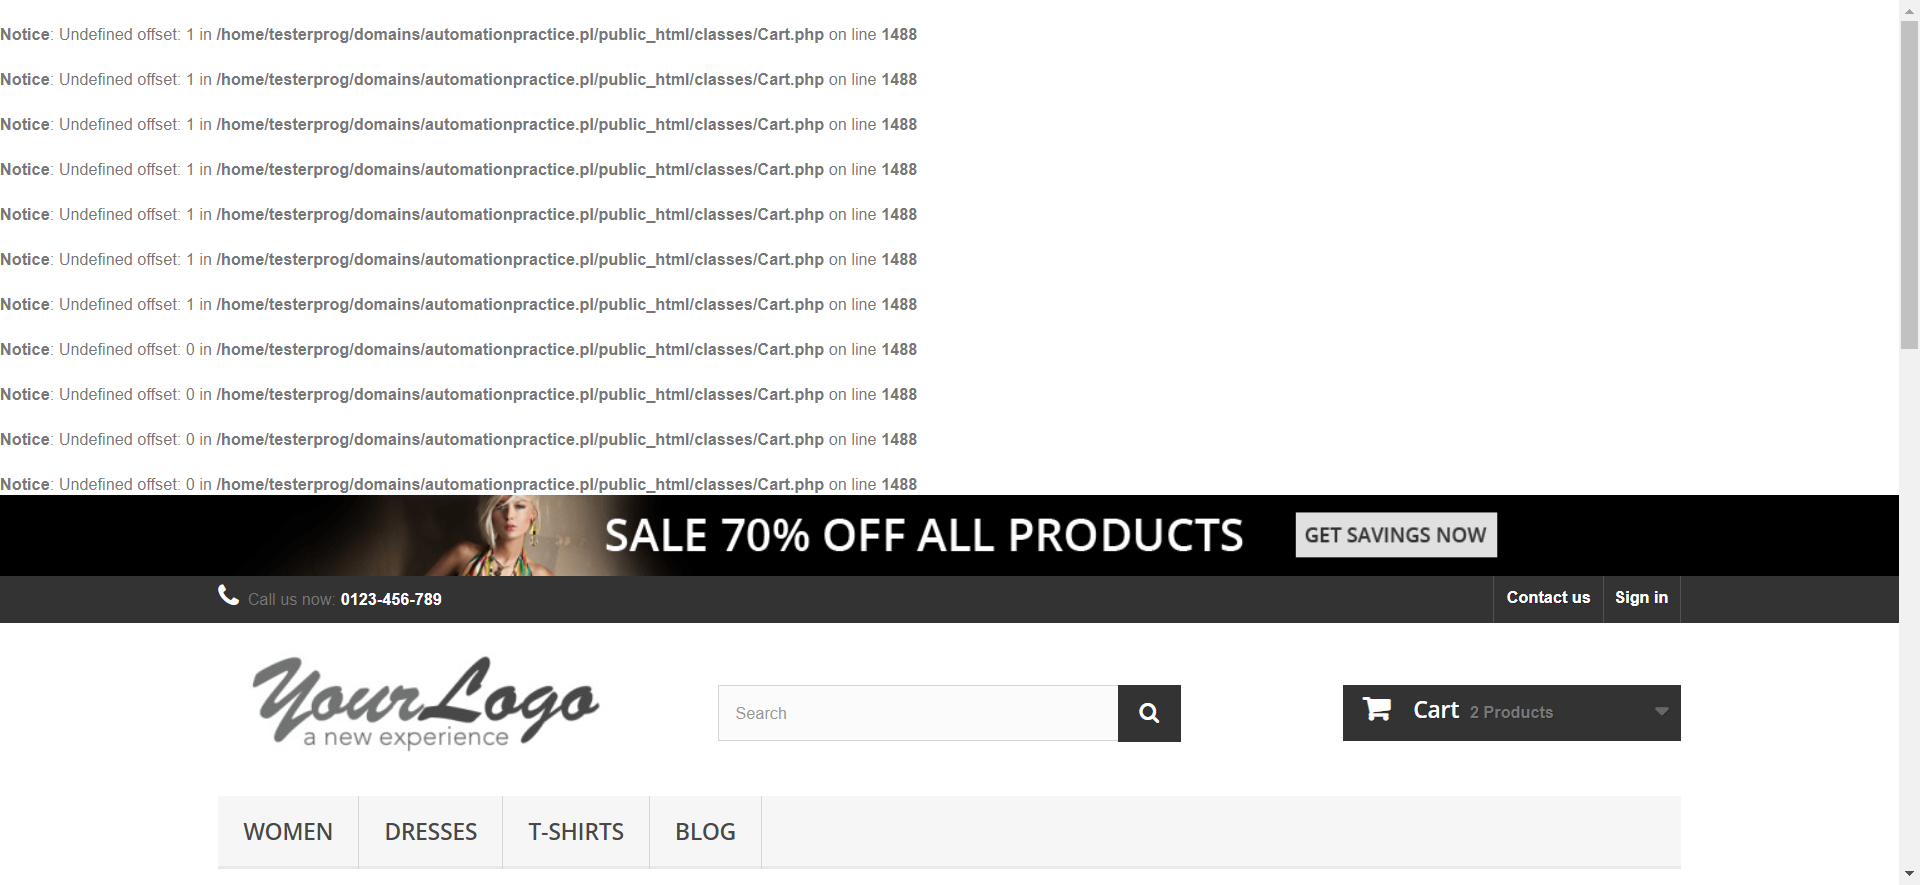 Notice: Undefined offset: 1 in /home/testerprog/domains/automationpractice.pl/public_html/classes/Cart.php on line 1488
Notice: Undefined offset: 1 in /home/testerprog/domains/automationpractice.pl/public_html/classes/Cart.php on line 1488
Notice: Undefined offset: 1 in /home/testerprog/domains/automationpractice.pl/public_html/classes/Cart.php on line 1488
Notice: Undefined offset: 1 in /home/testerprog/domains/automationpractice.pl/public_html/classes/Cart.php on line 1488
Notice: Undefined offset: 1 in /home/testerprog/domains/automationpractice.pl/public_html/classes/Cart.php on line 1488
Notice: Undefined offset: 1 in /home/testerprog/domains/automationpractice.pl/public_html/classes/Cart.php on line 1488
Notice: Undefined offset: 1 in /home/testerprog/domains/automationpractice.pl/public_html/classes/Cart.php on line 1488
Notice: Undefined offset: 0 in /home/testerprog/domains/automationpractice.pl/public_html/classes/Cart.php on line 1488
Notice: Undefined offset: 0 in /home/testerprog/domains/automationpractice.pl/public_html/classes/Cart.php on line 1488
Notice: Undefined offset: 0 in /home/testerprog/domains/automationpractice.pl/public_html/classes/Cart.php on line 1488
Notice: Undefined offset: 0 in /home/testerprog/domains/automationpractice.pl/public_html/classes/Cart.php on line 1488
SALE 70% OFF ALL PRODUCTS GET SAVINGS NOW
Call us now: 0123-456-789 Contact us Sign in
Your Logo
a new experience
Search
Cart 2 Products
WOMEN DRESSES T-SHIRTS BLOG